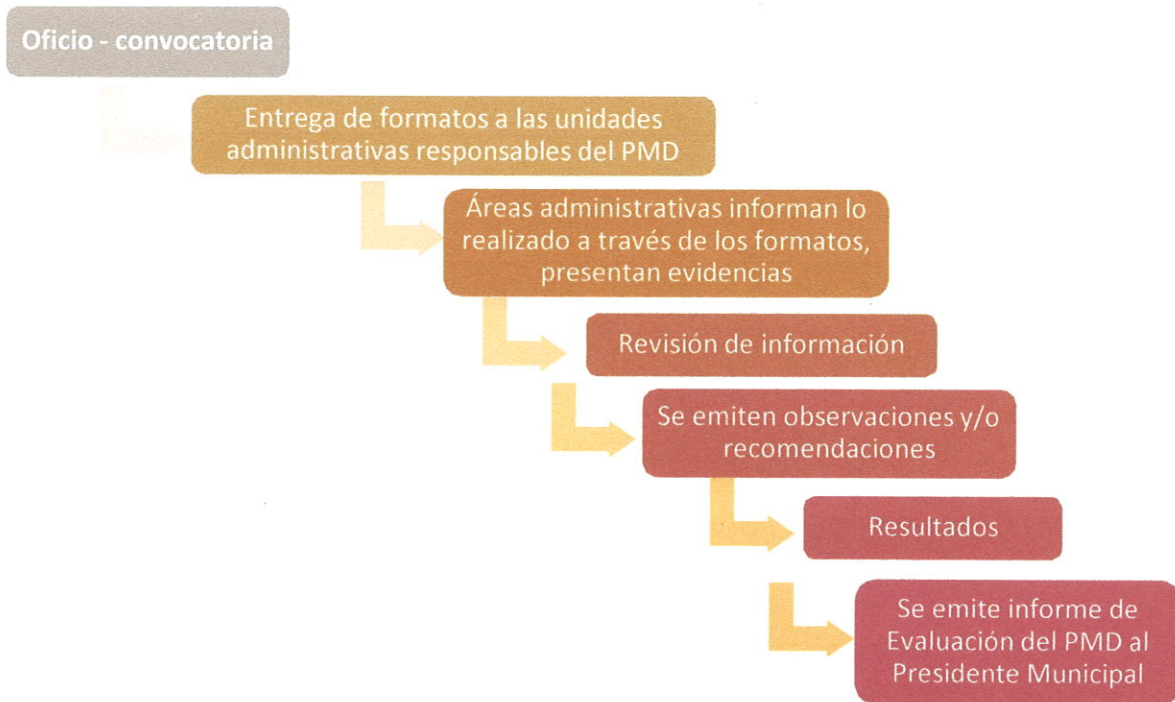 Oficio - convocatoria
Entrega de formatos a las unidades
administrativas responsables del PMD
Áreas administrativas informan lo
realizado a través de los formatos,
presentan evidencias
Revisión de información
Se emiten observaciones y/o
recomendaciones
Resultados
Se emite informe de
Evaluación del PMD al
Presidente Municipal